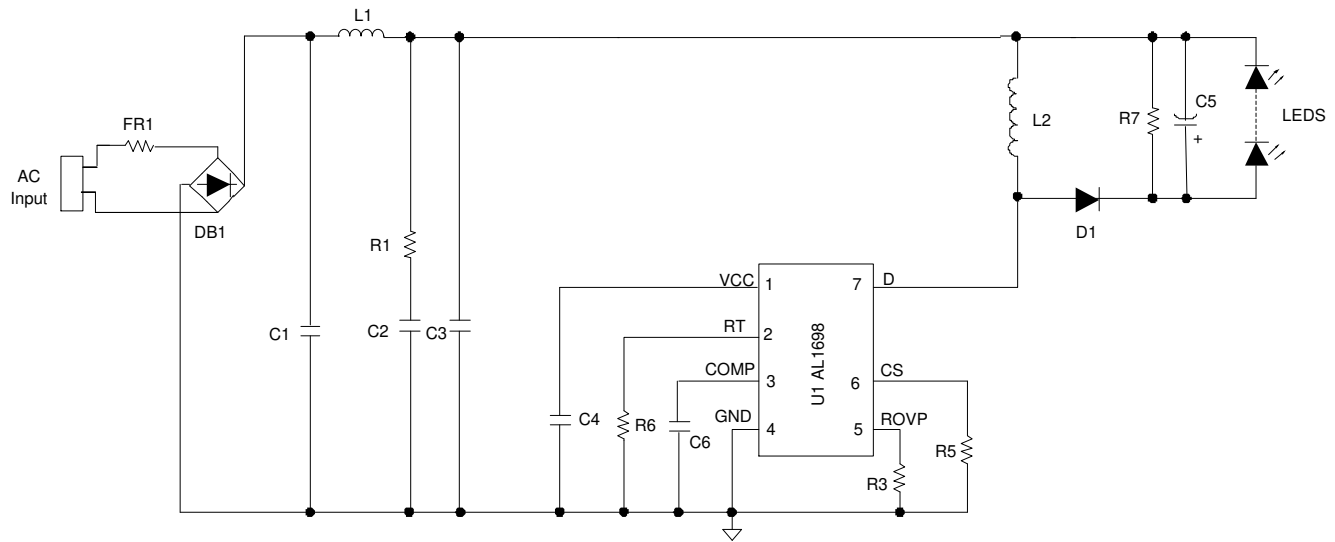 L1
FR1
AC
Input
DB1
C1
R1
C2
C3
L2
R7
C5
+
LEDS
D1
VCC
1
7
D
RT
2
COMP
3
GND
4
U1 AL1698
6
CS
5
ROVP
C4
R6
C6
R3
R5